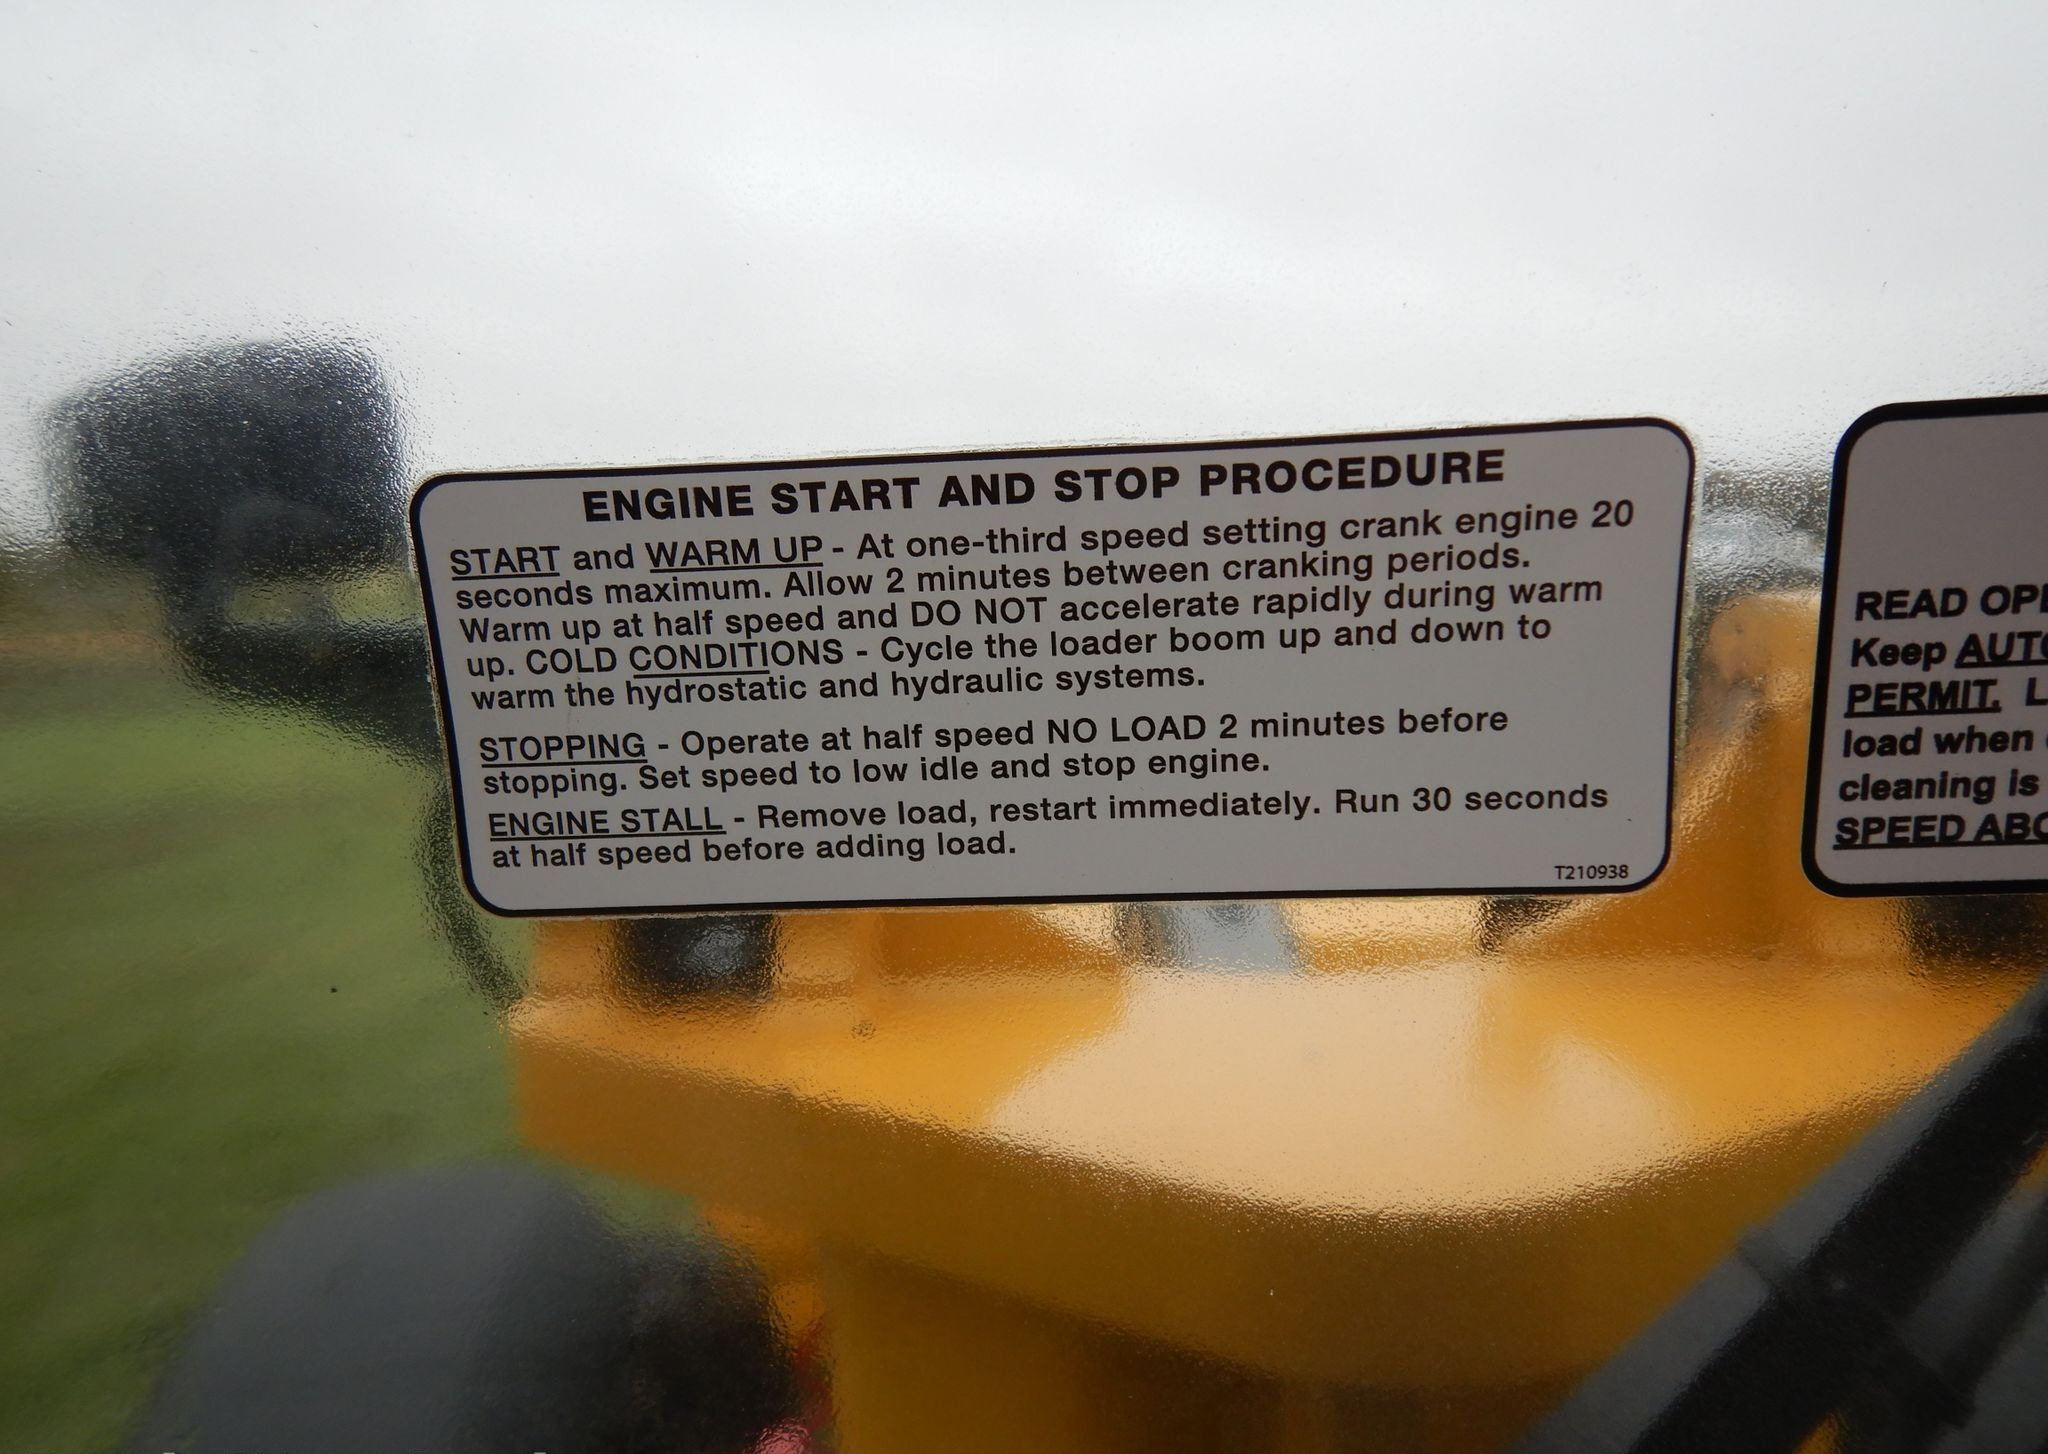 ENGINE START AND STOP PROCEDURE
START and WARM UP - At one-third speed setting crank engine 20
seconds maximum. Allow 2 minutes between cranking periods.
Warm up at half speed and DO NOT accelerate rapidly during warm
up. COLD CONDITIONS - Cycle the loader boom up and down to
warm the hydrostatic and hydraulic systems.
STOPPING - Operate at half speed NO LOAD 2 minutes before
stopping. Set speed to low idle and stop engine.
ENGINE STALL - Remove load, restart immediately. Run 30 seconds
at half speed before adding load.
T210938
READ
Keep
PERMIT.
load when
cleaning is
SPEED